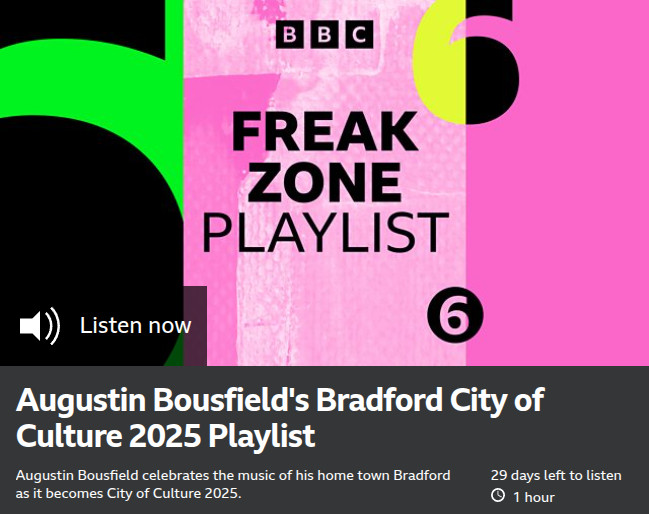 BBC
FREAK
ZONE
PLAYLIST
6
6
Listen now
Augustin Bousfield's Bradford City of
Culture 2025 Playlist
Augustin Bousfield celebrates the music of his home town Bradford
as it becomes City of Culture 2025.
29 days left to listen
1 hour